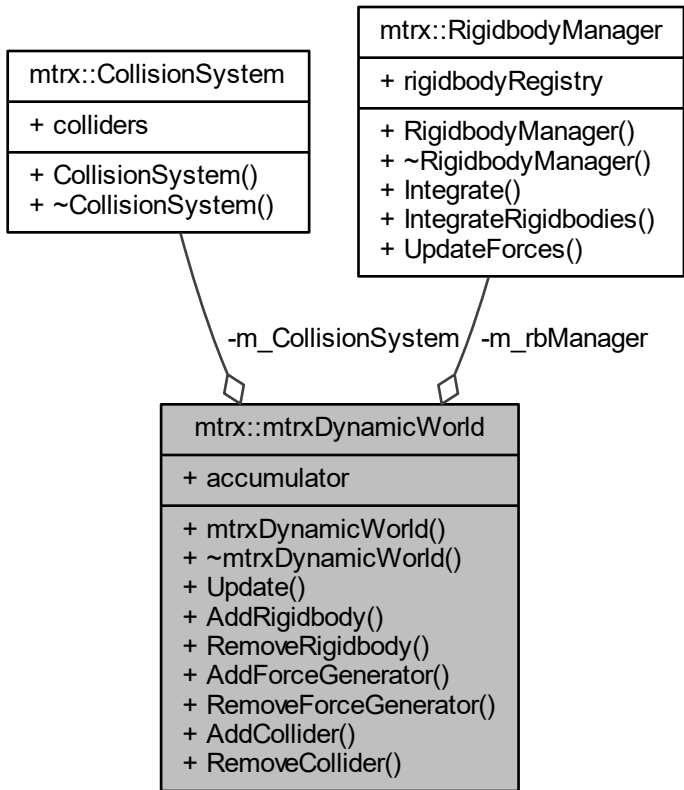 mtrx::CollisionSystem
+ colliders
+ CollisionSystem()
+ ~CollisionSystem()
mtrx::RigidbodyManager
+ rigidbodyRegistry
+ RigidbodyManager()
+ ~RigidbodyManager()
+ Integrate()
+ IntegrateRigidbodies()
+ UpdateForces()
-m_CollisionSystem
-m_rbManager
mtrx::mtrxDynamicWorld
+ accumulator
+ mtrxDynamicWorld()
+ ~mtrxDynamicWorld()
+ Update()
+ AddRigidbody()
+ RemoveRigidbody()
+ AddForceGenerator()
+ RemoveForceGenerator()
+ AddCollider()
+ RemoveCollider()